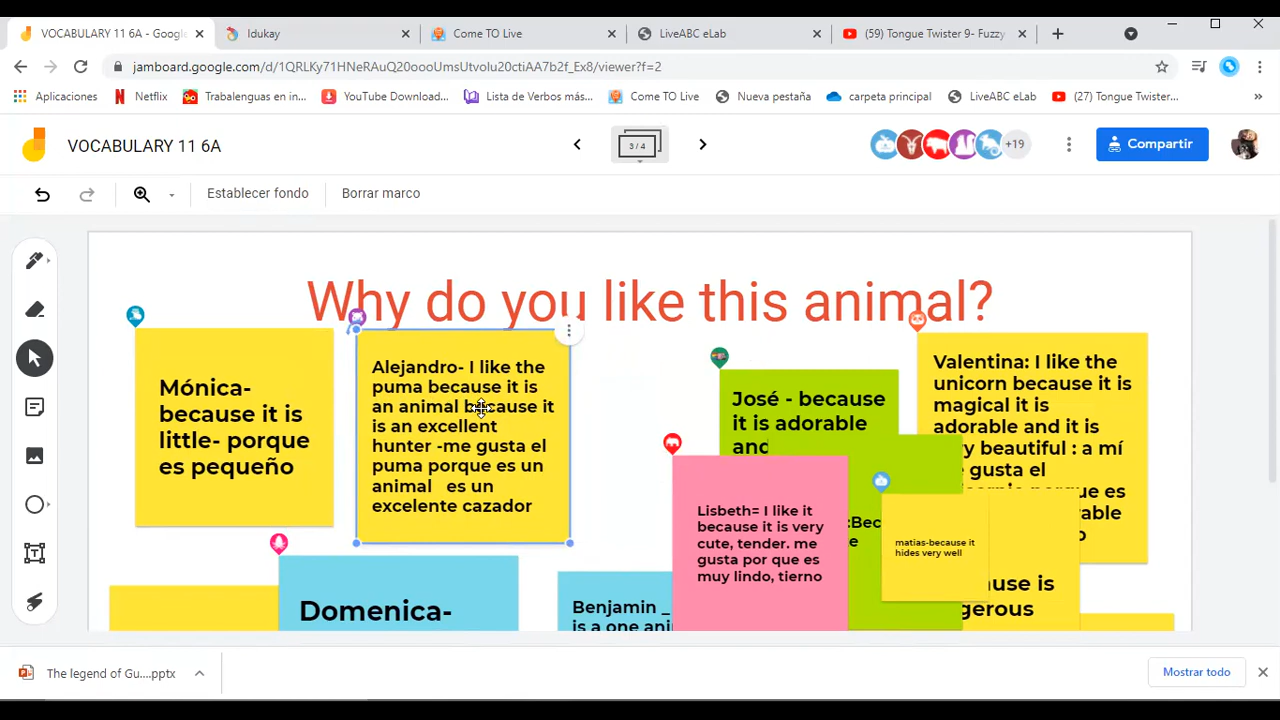 VOCABULARY 11 6A - Google
Idukay
Come TO Live
LiveABC eLab
(59) Tongue Twister 9- Fuzzy
jamboard.google.com/d/1QRLKy71HNeRAuQ20oooUmsUtvolu20ctiAA7b2f_Ex8/viewer?f=2
Aplicaciones
Netflix
Trabalenguas en in...
YouTube Download...
Lista de Verbos más...
Come TO Live
Nueva pestaña
carpeta principal
LiveABC eLab
(27) Tongue Twister...
»
VOCABULARY 11 6A
3 / 4
+19
Compartir
Establecer fondo
Borrar marco
Why do you like this animal?
Mónica-
because it is
little- porque
es pequeño
Alejandro- I like the
puma because it is
an animal because it
is an excellent
hunter -me gusta el
puma porque es un
animal es un
excelente cazador
José - because
it is adorable
and
Valentina: I like the
unicorn because it is
magical it is
adorable and it is
very beautiful : a mí
gusta el
es
Lisbeth= I like it
because it is very
cute, tender. me
gusta por que es
muy lindo, tierno
:Bec
matias-because it
hides very well
is
Domenica-
Benjamin _
is a one ani
The legend of Gu....pptx
Mostrar todo